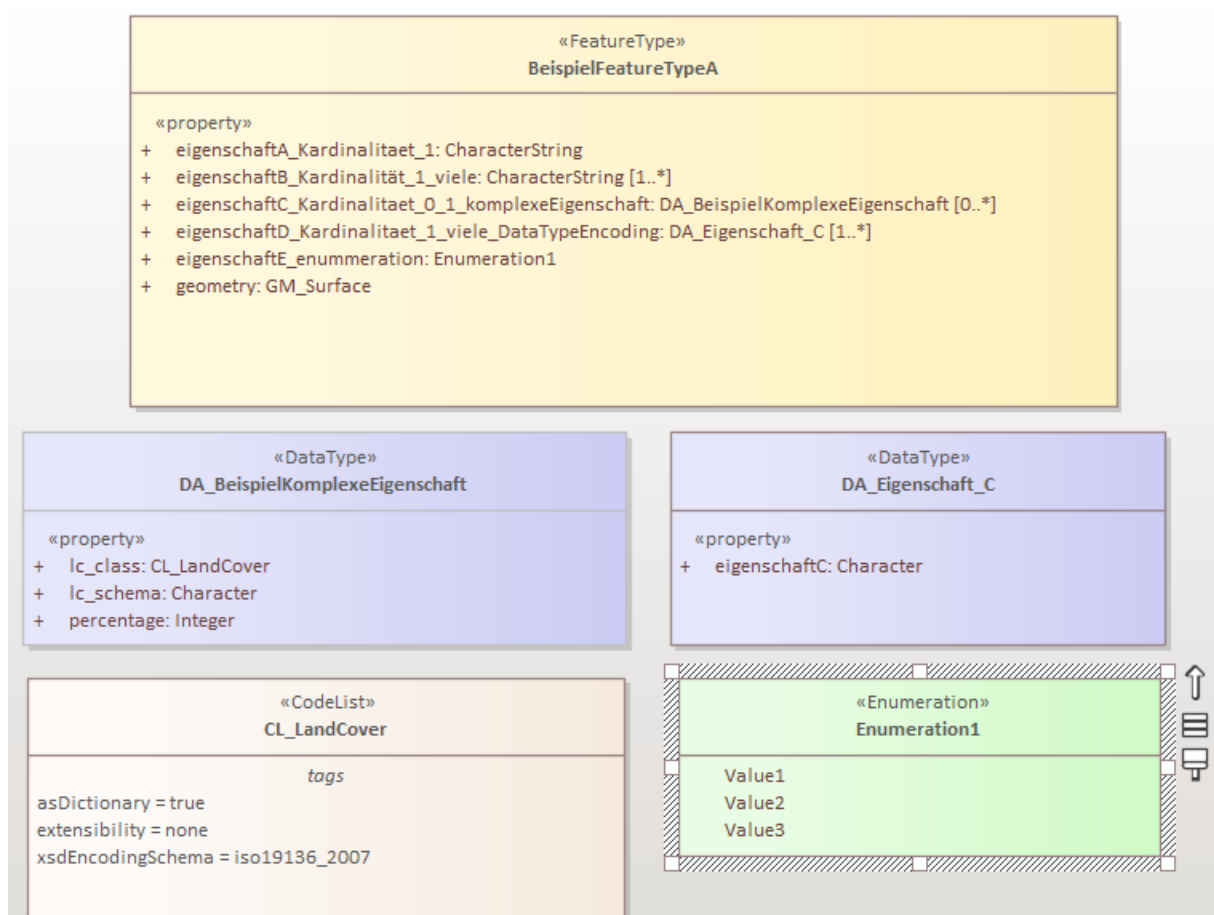 «FeatureType»
BeispielFeatureTypeA
«property»
+ eigenschaftA_Kardinalitaet_1: CharacterString
+ eigenschaftB_Kardinalität_1_viele: CharacterString [1..*]
+ eigenschaftC_Kardinalitaet_0_1_komplexeEigenschaft: DA_BeispielKomplexeEigenschaft [0..*]
+ eigenschaftD_Kardinalitaet_1_viele_DataTypeEncoding: DA_Eigenschaft_C [1..*]
+ eigenschaftE_enummeration: Enumeration1
+ geometry: GM_Surface
«DataType»
DA_BeispielKomplexeEigenschaft
«property»
+ lc_class: CL_LandCover
+ lc_schema: Character
+ percentage: Integer
«DataType»
DA_Eigenschaft_C
«property»
+ eigenschaftC: Character
«CodeList»
CL_LandCover
tags
asDictionary = true
extensibility = none
xsdEncodingSchema = iso19136_2007
«Enumeration»
Enumeration1
Value1
Value2
Value3